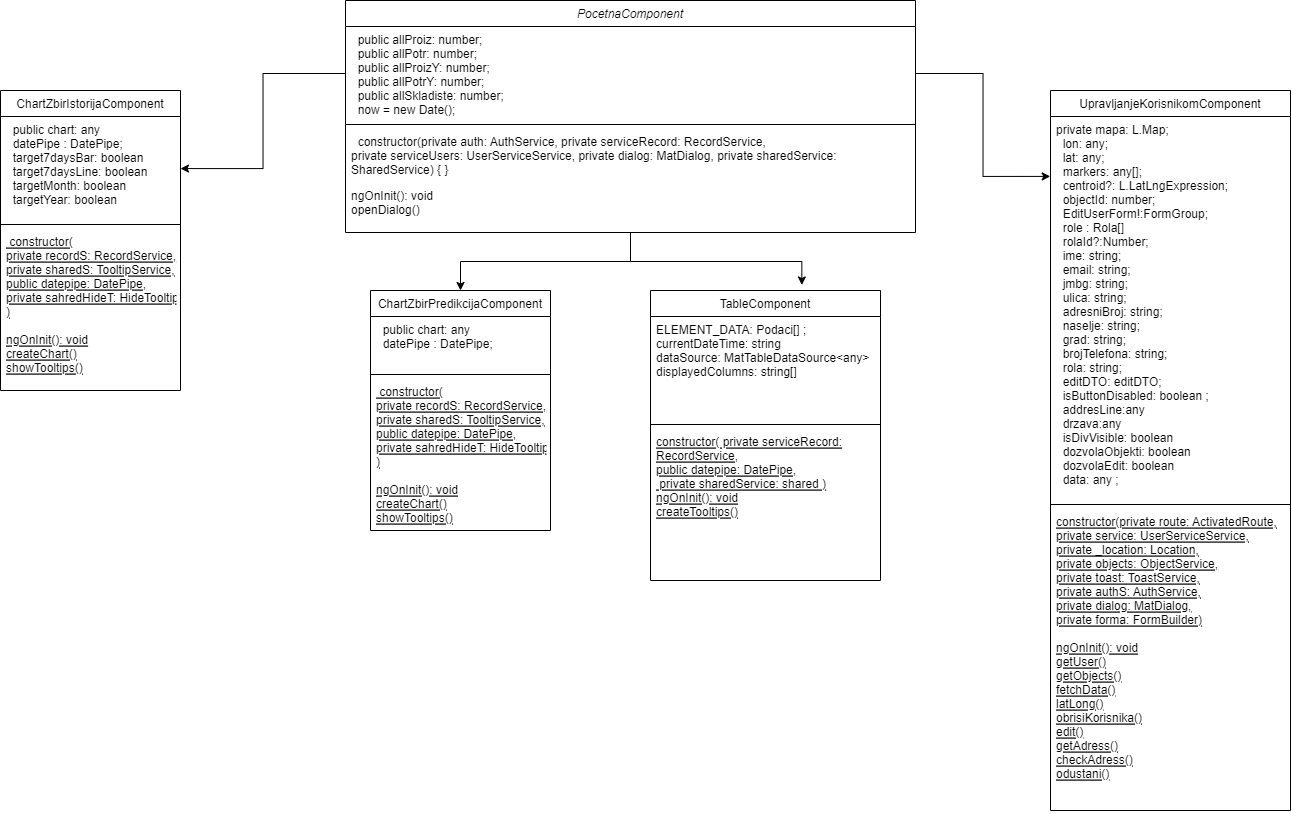 PocetnaComponent
public allProiz: number;
public allPotr: number;
public allProizY: number;
public allPotrY: number;
public allSkladiste: number;
now = new Date();
constructor(private auth: AuthService, private serviceRecord: RecordService,
private serviceUsers: UserServiceService, private dialog: MatDialog, private sharedService:
SharedService) { }
ngOnInit(): void
openDialog()
ChartZbirIstorijaComponent
public chart: any
datePipe : DatePipe;
target7daysBar: boolean
target7daysLine: boolean
targetMonth: boolean
targetYear: boolean
constructor(
private recordS: RecordService,
private sharedS: TooltipService,
public datepipe: DatePipe,
private sahredHideT: HideTooltip
)
ngOnInit(): void
createChart()
showTooltips()
ChartZbirPredikcijaComponent
public chart: any
datePipe : DatePipe;
constructor(
private recordS: RecordService,
private sharedS: TooltipService,
public datepipe: DatePipe,
private sahredHideT: HideTooltip
)
ngOnInit(): void
createChart()
showTooltips()
TableComponent
ELEMENT_DATA: Podaci[] ;
currentDateTime: string
dataSource: MatTableDataSource<any>
displayedColumns: string[]
constructor( private serviceRecord:
RecordService,
public datepipe: DatePipe,
private sharedService: shared )
ngOnInit(): void
createTooltips()
UpravljanjeKorisnikomComponent
private mapa: L.Map;
lon: any;
lat: any;
markers: any[];
centroid?: L.LatLngExpression;
objectId: number;
EditUserForm!:FormGroup;
role : Rola[]
rolaId?:Number;
ime: string;
email: string;
jmbg: string;
ulica: string;
adresniBroj: string;
naselje: string;
grad: string;
brojTelefona: string;
rola: string;
editDTO: editDTO;
isButtonDisabled: boolean ;
addresLine:any
drzava:any
isDivVisible: boolean
dozvolaObjekti: boolean
dozvolaEdit: boolean
data: any ;
constructor(private route: ActivatedRoute,
private service: UserServiceService,
private _location: Location,
private objects: ObjectService,
private toast: ToastService,
private authS: AuthService,
private dialog: MatDialog,
private forma: FormBuilder)
ngOnInit(): void
getUser()
getObjects()
fetchData()
latLong()
obrisiKorisnika()
edit()
getAdress()
checkAdress()
odustani()